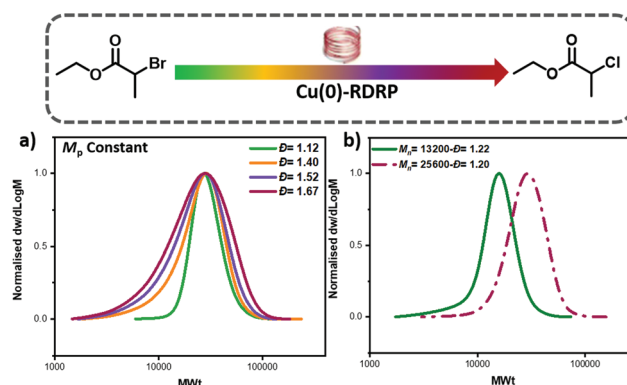 O
O
Br
O
O
Cl
Cu(0)-RDRP
a)
Mp Constant
Đ= 1.12
Đ= 1.40
Đ= 1.52
Đ= 1.67
Normalised dw/dLogM
1.0
0.5
0.0
1000
10000
100000
MWt
b)
Mn= 13200-Đ= 1.22
Mn= 25600-Đ= 1.20
Normalised dw/dLogM
1.0
0.5
0.0
1000
10000
100000
MWt